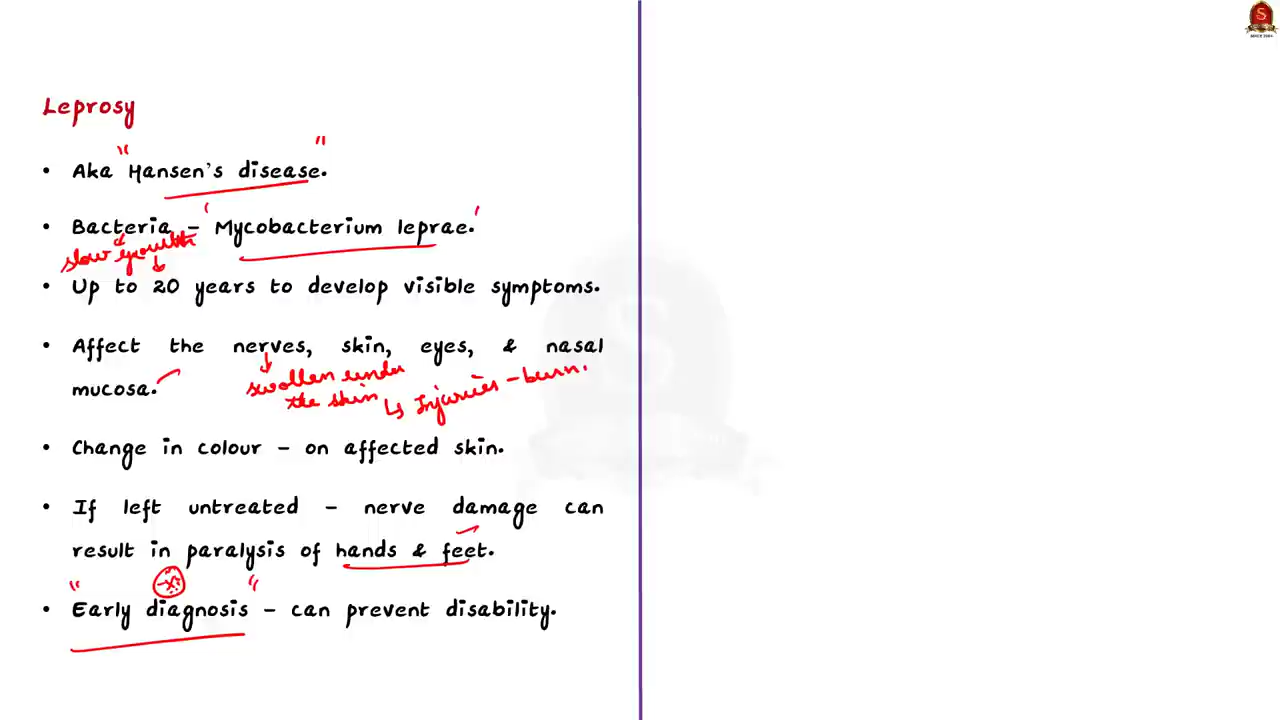 Leprosy
• Aka "Hansen's disease".
• Bacteria – 'Mycobacterium leprae.'
slow growth
• Up to 20 years to develop visible symptoms.
• Affect the nerves, skin, eyes, & nasal
mucosa.
swollen under
the skin
Injuries – burn.
• Change in colour – on affected skin.
• If left untreated – nerve damage can
result in paralysis of hands & feet.
• "Early diagnosis" – can prevent disability.
S
SINCE 2004